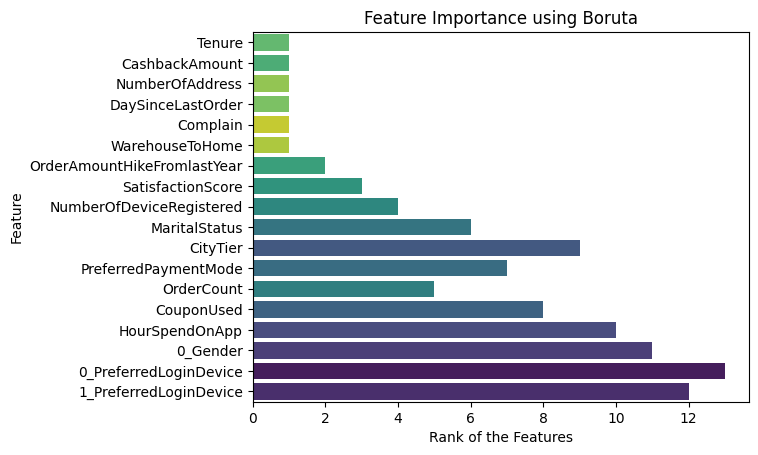 Feature Importance using Boruta
Feature
Tenure
CashbackAmount
NumberOfAddress
DaySinceLastOrder
Complain
WarehouseToHome
OrderAmountHikeFromlastYear
SatisfactionScore
NumberOfDeviceRegistered
MaritalStatus
CityTier
PreferredPaymentMode
OrderCount
CouponUsed
HourSpendOnApp
0_Gender
0_PreferredLoginDevice
1_PreferredLoginDevice
0 2 4 6 8 10 12
Rank of the Features